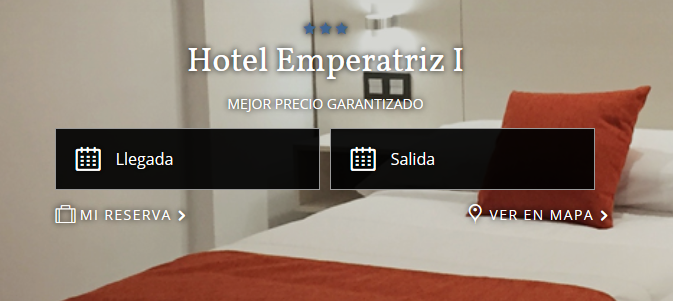 Hotel Emperatriz I
MEJOR PRECIO GARANTIZADO
Llegada
Salida
MI RESERVA
VER EN MAPA